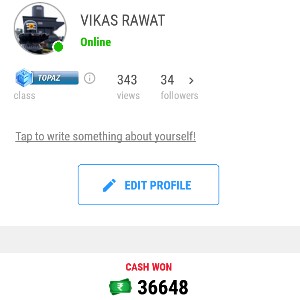 VIKAS RAWAT
Online
TOPAZ
class
343
views
34
followers
Tap to write something about yourself!
EDIT PROFILE
CASH WON
₹ 36648